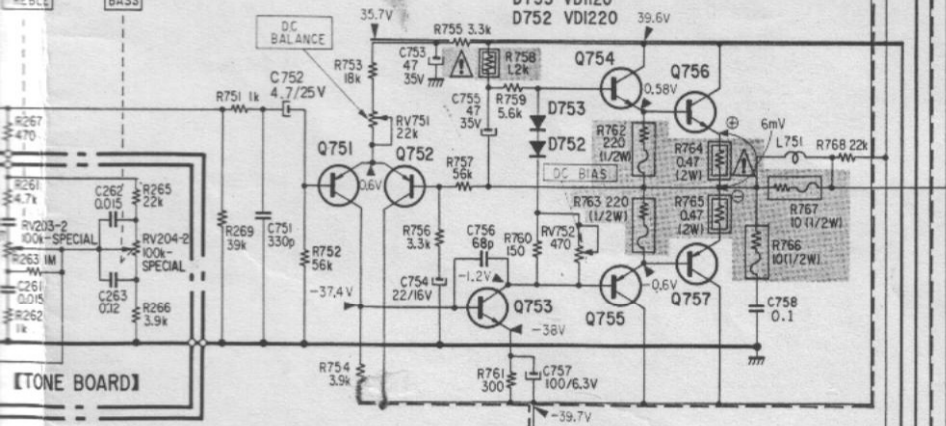 TREBLE
BASS
D753 VD1120
D752 VD1220
35.7V
39.6V
DC
BALANCE
R755 3.3k
C753
47
35V
R758
1.2k
Q754
Q756
R753
18k
C752
4.7/25V
R751 1k
RV751
22k
C755
47
35V
R759
5.6k
D753
D752
0.58V
6mV
R267
470
R762
220
(1/2W)
R764
0.47
(2W)
L751
R768 22k
Q751
Q752
R757
56k
DC BIAS
0.6V
R261
4.7k
C262
0.015
R265
22k
R763 220
(1/2W)
R765
0.47
(2W)
R767
10 (1/2W)
RV203-2
100k-SPECIAL
RV204-2
100k-
SPECIAL
R269
39k
C751
330p
R752
56k
R756
3.3k
C756
68p
R760
150
RV752
470
R766
10(1/2W)
R263 1M
C261
0.015
C263
0.12
C754
22/16V
-1.2V
-0.6V
-37.4V
Q753
Q755
Q757
C758
0.1
R262
1k
R266
3.9k
-38V
R754
3.9k
R761
300
C757
100/6.3V
[TONE BOARD]
-39.7V